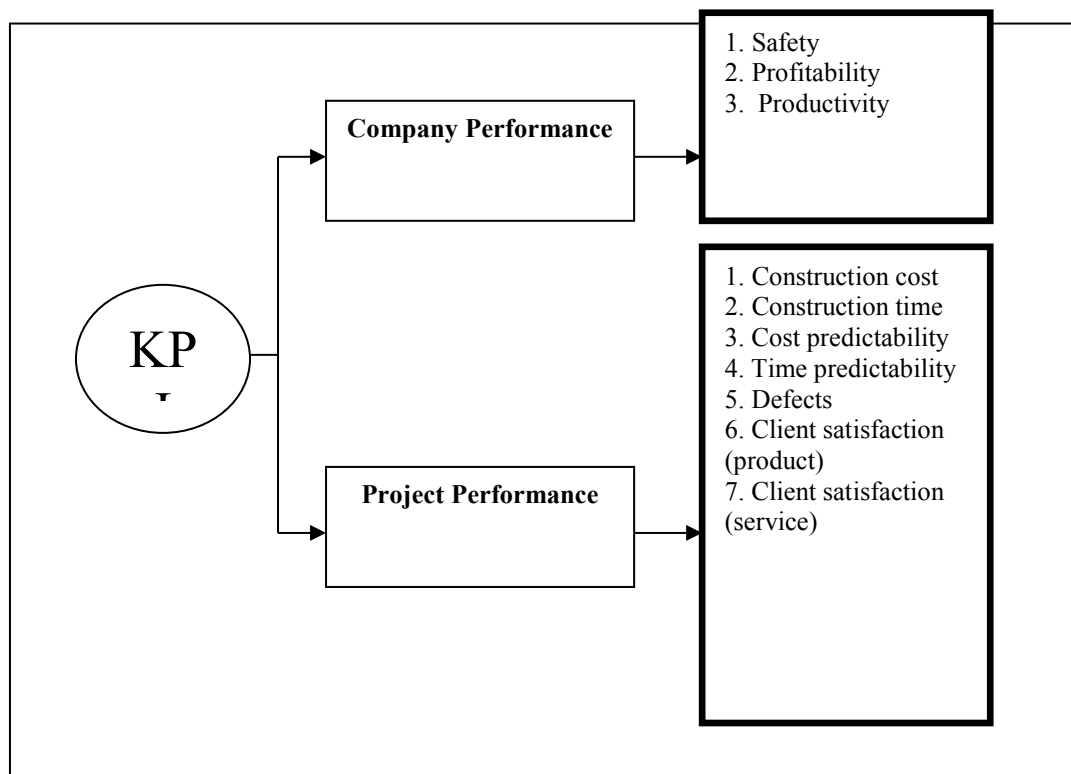 1. Safety
2. Profitability
3. Productivity
Company Performance
KP
1. Construction cost
2. Construction time
3. Cost predictability
4. Time predictability
5. Defects
6. Client satisfaction
(product)
7. Client satisfaction
(service)
Project Performance